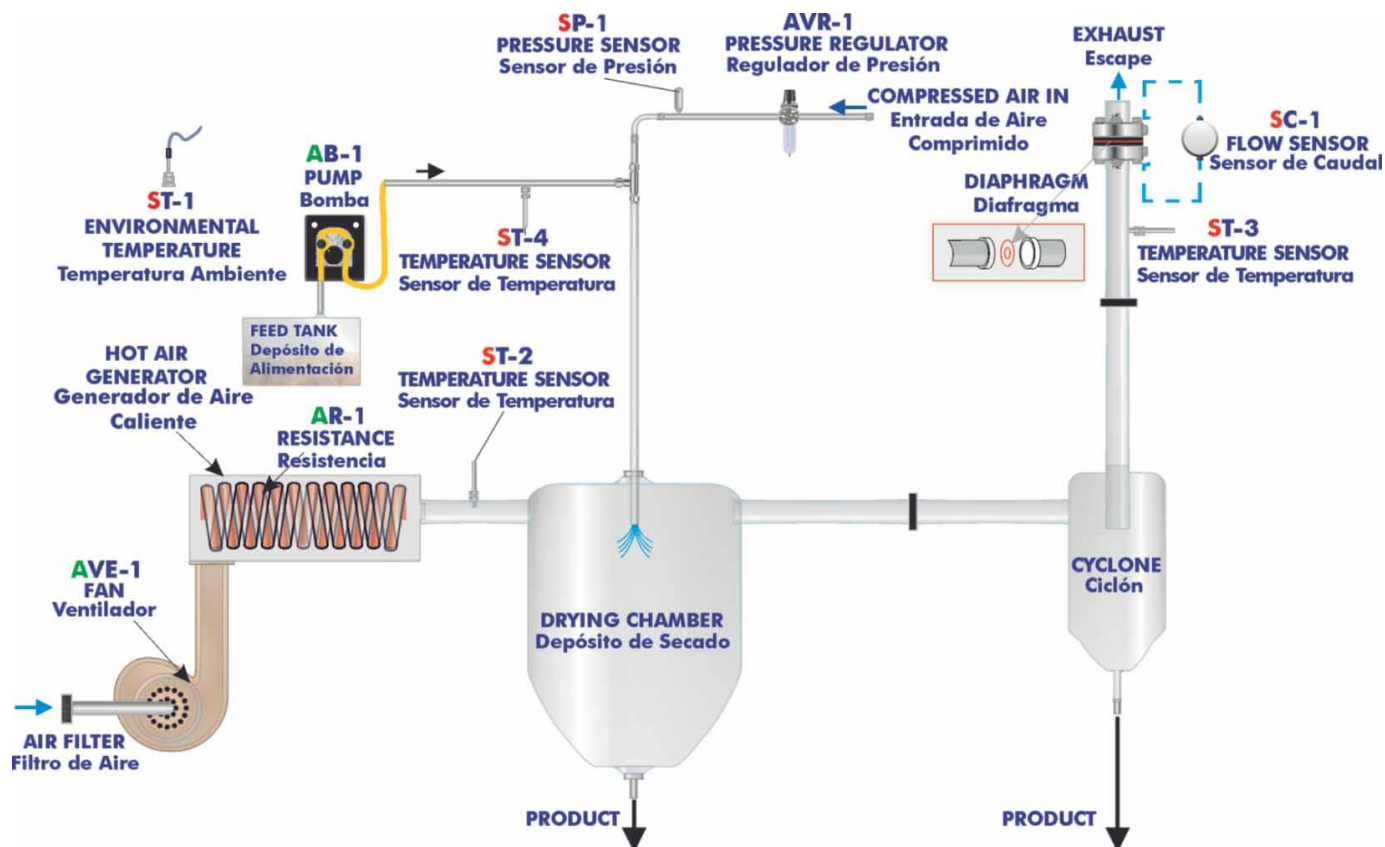 SP-1
PRESSURE SENSOR
Sensor de Presión
AVR-1
PRESSURE REGULATOR
Regulador de Presión
EXHAUST
Escape
COMPRESSED AIR IN
Entrada de Aire
Comprimido
SC-1
FLOW SENSOR
Sensor de Caudal
AB-1
PUMP
Bomba
DIAPHRAGM
Diafragma
ST-1
ENVIRONMENTAL
TEMPERATURE
Temperatura Ambiente
ST-4
TEMPERATURE SENSOR
Sensor de Temperatura
ST-3
TEMPERATURE SENSOR
Sensor de Temperatura
FEED TANK
Depósito de
Alimentación
HOT AIR
GENERATOR
Generador de Aire
Caliente
ST-2
TEMPERATURE SENSOR
Sensor de Temperatura
AR-1
RESISTANCE
Resistencia
AVE-1
FAN
Ventilador
CYCLONE
Ciclón
DRYING CHAMBER
Depósito de Secado
AIR FILTER
Filtro de Aire
PRODUCT
PRODUCT